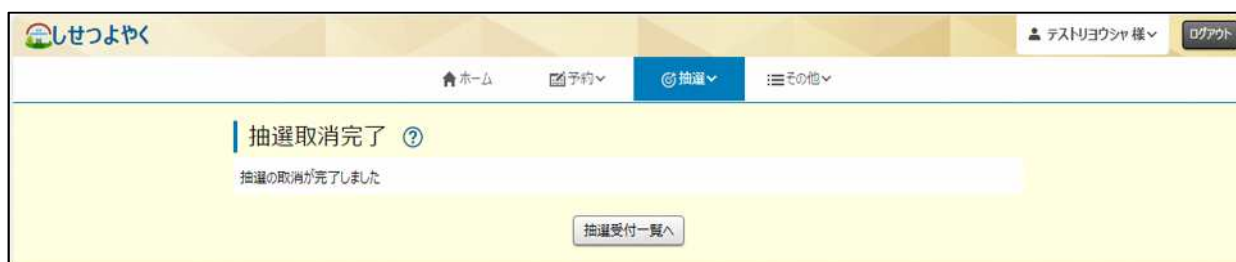 しせつよやく
テストリヨウシャ 様
ログアウト
ホーム 予約 抽選 その他
抽選取消完了 ?
抽選の取消が完了しました
抽選受付一覧へ